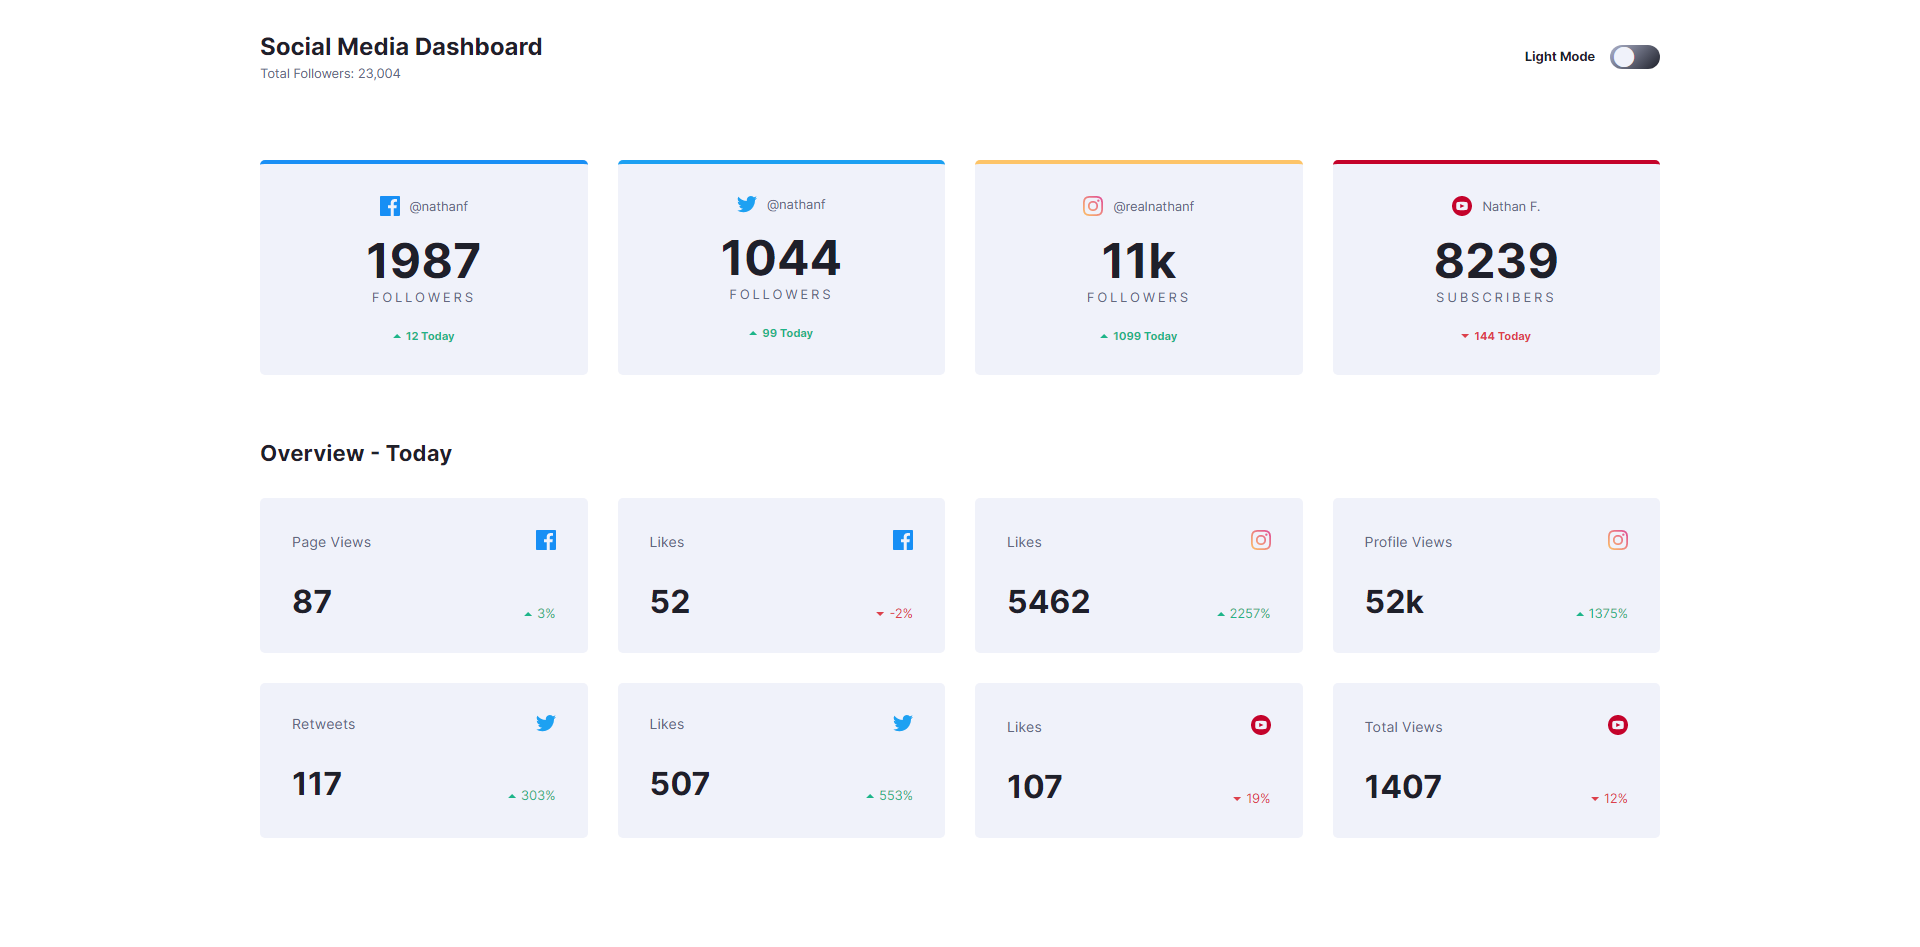 Social Media Dashboard
Total Followers: 23,004
Light Mode
@nathanf
1987
FOLLOWERS
12 Today
@nathanf
1044
FOLLOWERS
99 Today
@realnathanf
11k
FOLLOWERS
1099 Today
Nathan F.
8239
SUBSCRIBERS
144 Today
Overview - Today
Page Views
87
3%
Likes
52
-2%
Likes
5462
2257%
Profile Views
52k
1375%
Retweets
117
303%
Likes
507
553%
Likes
107
19%
Total Views
1407
12%